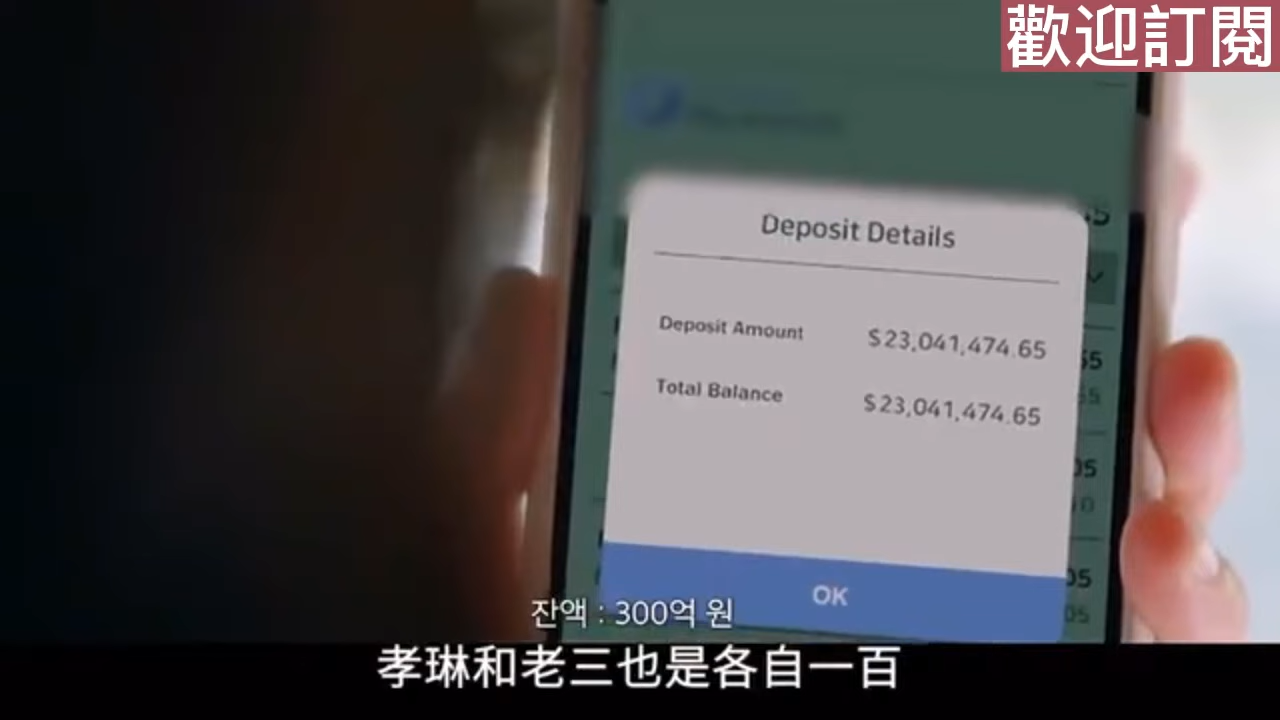 歡迎訂閱
Deposit Details
Deposit Amount $23,041,474.65
Total Balance $23,041,474.65
OK
잔액 : 300억 원
孝琳和老三也是各自一百